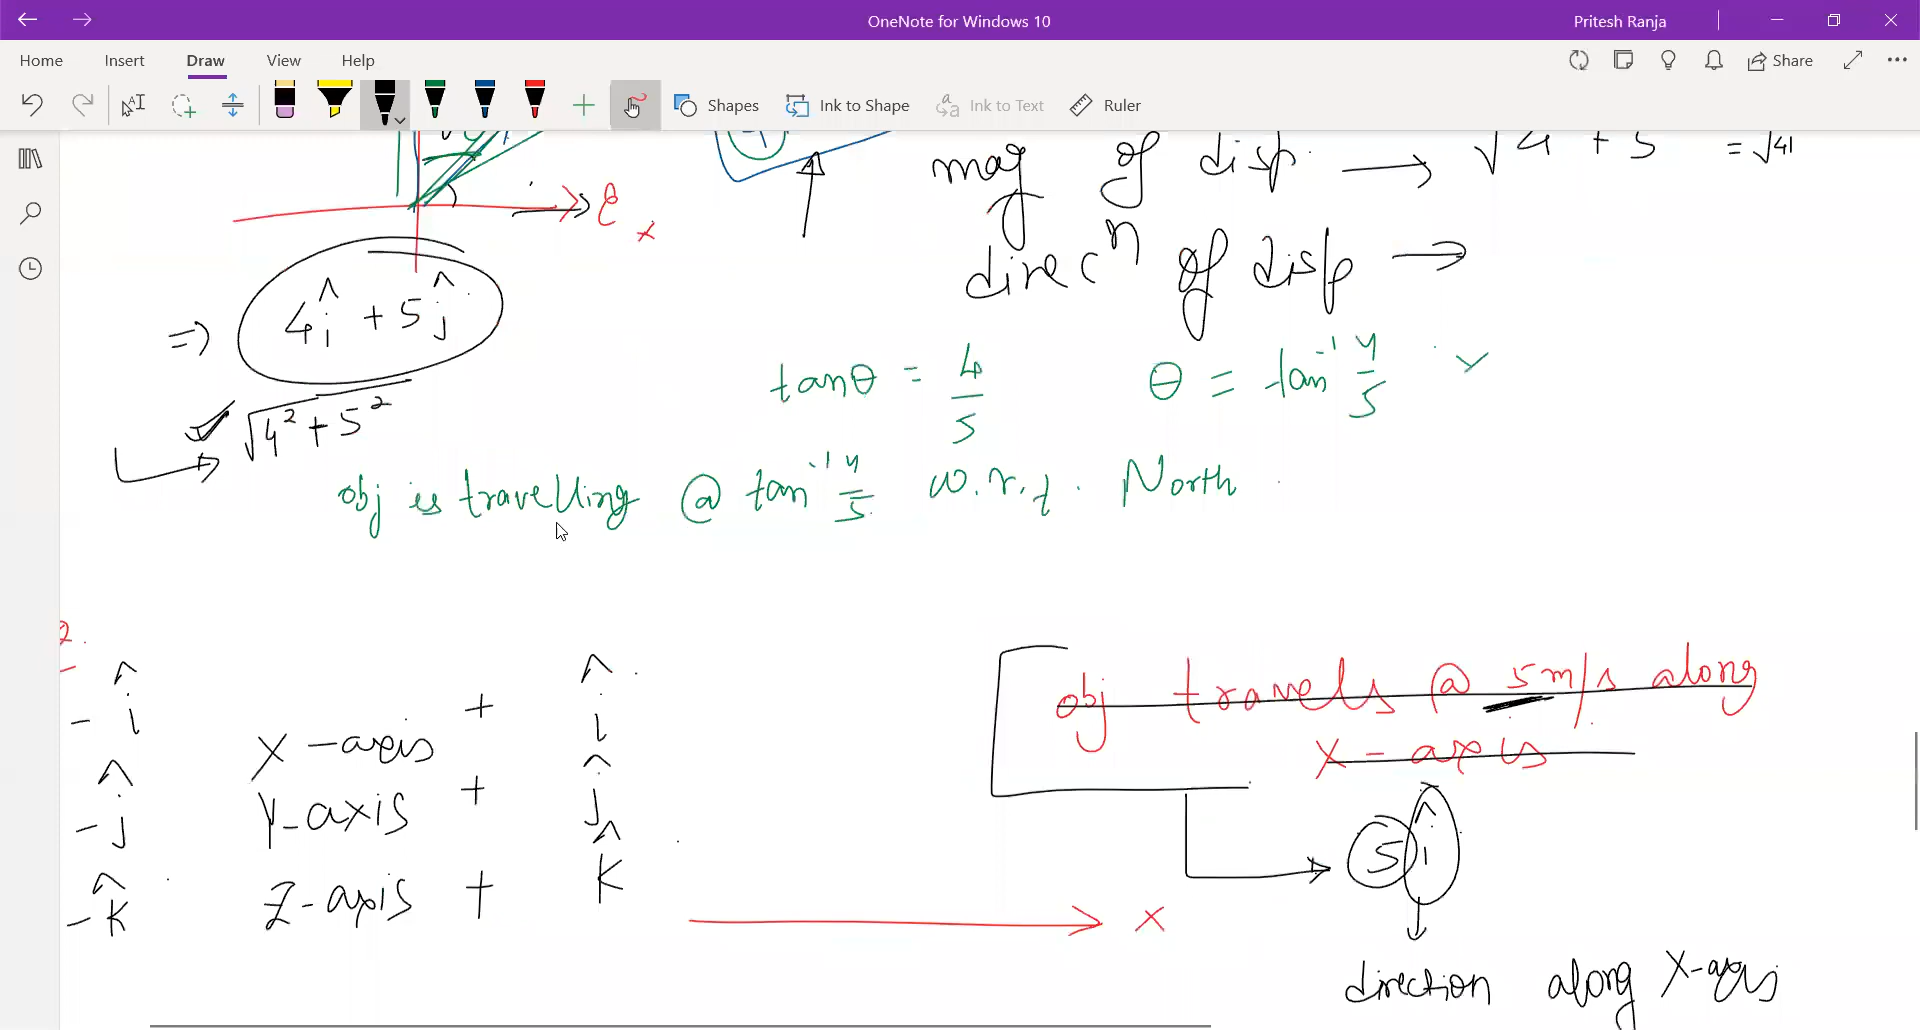 OneNote for Windows 10
Pritesh Ranja
Home Insert Draw View Help
Share
Shapes Ink to Shape Ink to Text Ruler
mag of disp → √4 + 5 = √41
E
x
direcⁿ of disp →
⇒ 4î + 5ĵ
tanθ = 4/5 θ = tan⁻¹ 4/5
√4² + 5²
obj is travelling @ tan⁻¹ 4/5 w.r.t. North
2.
-î X-axis + î
-ĵ Y-axis + ĵ
-k̂ Z-axis + k̂
obj travels @ 5m/s along
X-axis
5î
X
direction along X-axis